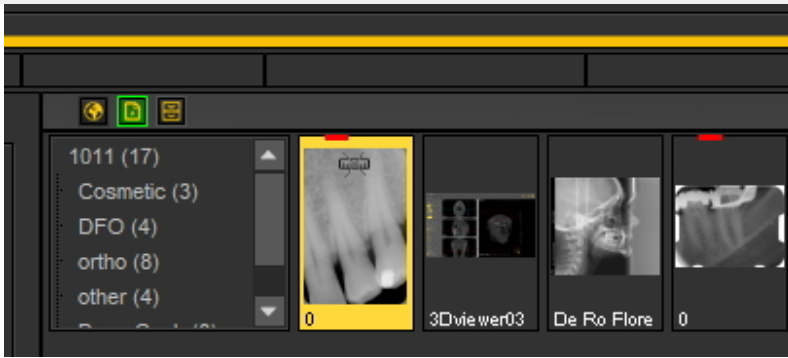 1011 (17)
Cosmetic (3)
DFO (4)
ortho (8)
other (4)
0
3Dviewer03
De Ro Flore
0